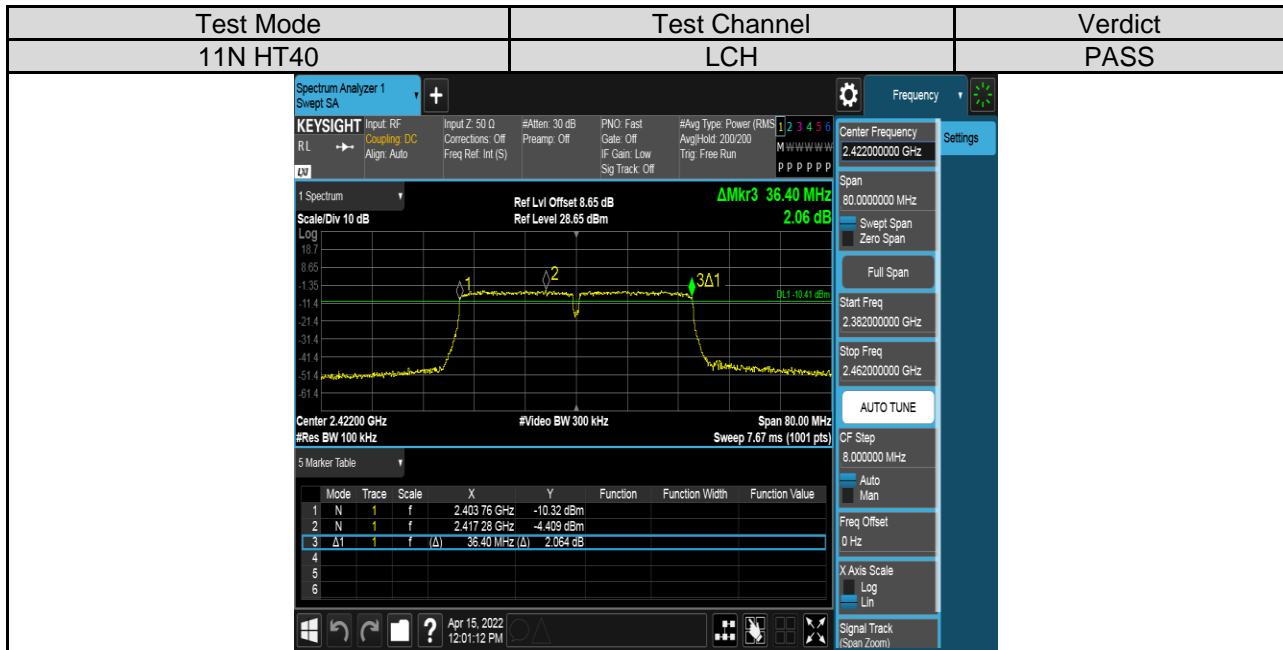 Test Mode Test Channel Verdict
11N HT40 LCH PASS
Spectrum Analyzer 1
Swept SA
+
Frequency
KEYSIGHT
RL
LXI
Input: RF
Coupling: DC
Align: Auto
Input Z: 50 Ω
Corrections: Off
Freq Ref: Int (S)
#Atten: 30 dB
Preamp: Off
PNO: Fast
Gate: Off
IF Gain: Low
Sig Track: Off
#Avg Type: Power (RMS
Avg|Hold: 200/200
Trig: Free Run
1 2 3 4 5 6
M W W W W W
P P P P P P
Settings
Center Frequency
2.422000000 GHz
Span
80.0000000 MHz
Swept Span
Zero Span
Full Span
Start Freq
2.382000000 GHz
Stop Freq
2.462000000 GHz
AUTO TUNE
CF Step
8.000000 MHz
Auto
Man
Freq Offset
0 Hz
X Axis Scale
Log
Lin
Signal Track
(Span Zoom)
1 Spectrum
Scale/Div 10 dB
Ref Lvl Offset 8.65 dB
Ref Level 28.65 dBm
ΔMkr3 36.40 MHz
2.06 dB
Log
18.7
8.65
-1.35
-11.4
-21.4
-31.4
-41.4
-51.4
-61.4
1
2
3Δ1
DL1 -10.41 dBm
Center 2.42200 GHz #Video BW 300 kHz Span 80.00 MHz
#Res BW 100 kHz Sweep 7.67 ms (1001 pts)
5 Marker Table
Mode Trace Scale X Y Function Function Width Function Value
1 N 1 f 2.403 76 GHz -10.32 dBm
2 N 1 f 2.417 28 GHz -4.409 dBm
3 Δ1 1 f (Δ) 36.40 MHz (Δ) 2.064 dB
4
5
6
?
Apr 15, 2022
12:01:12 PM